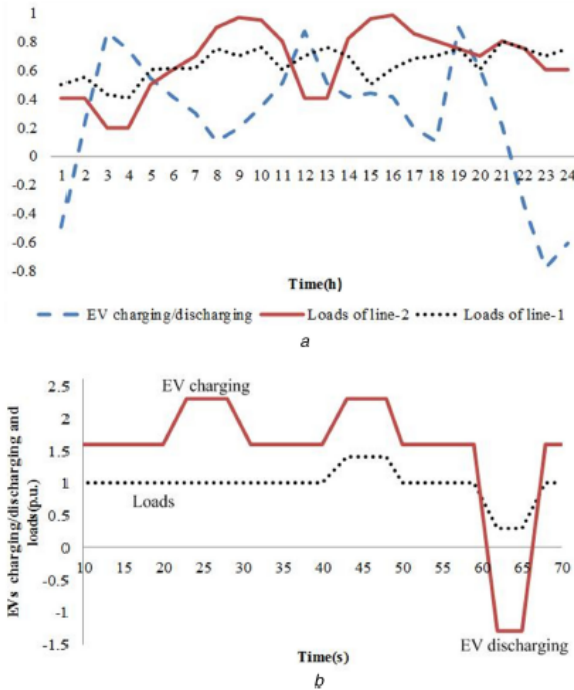 1
0.8
0.6
0.4
0.2
0
-0.2
-0.4
-0.6
-0.8
1 2 3 4 5 6 7 8 9 10 11 12 13 14 15 16 17 18 19 20 21 22 23 24
Time(h)
EV charging/discharging Loads of line-2 Loads of line-1
a
EVs charging/discharging and
loads(p.u.)
2.5
2
1.5
1
0.5
0
-0.5
-1
-1.5
EV charging
Loads
10 15 20 25 30 35 40 45 50 55 60 65 70
EV discharging
Time(s)
b